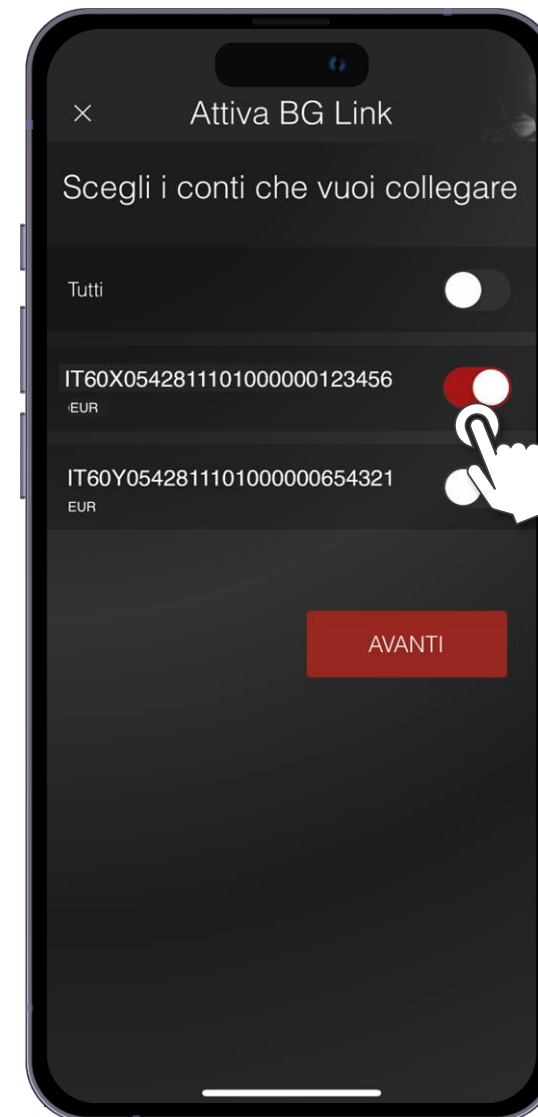 Attiva BG Link
Scegli i conti che vuoi collegare
Tutti
IT60X0542811101000000123456
EUR
IT60Y0542811101000000654321
EUR
AVANTI